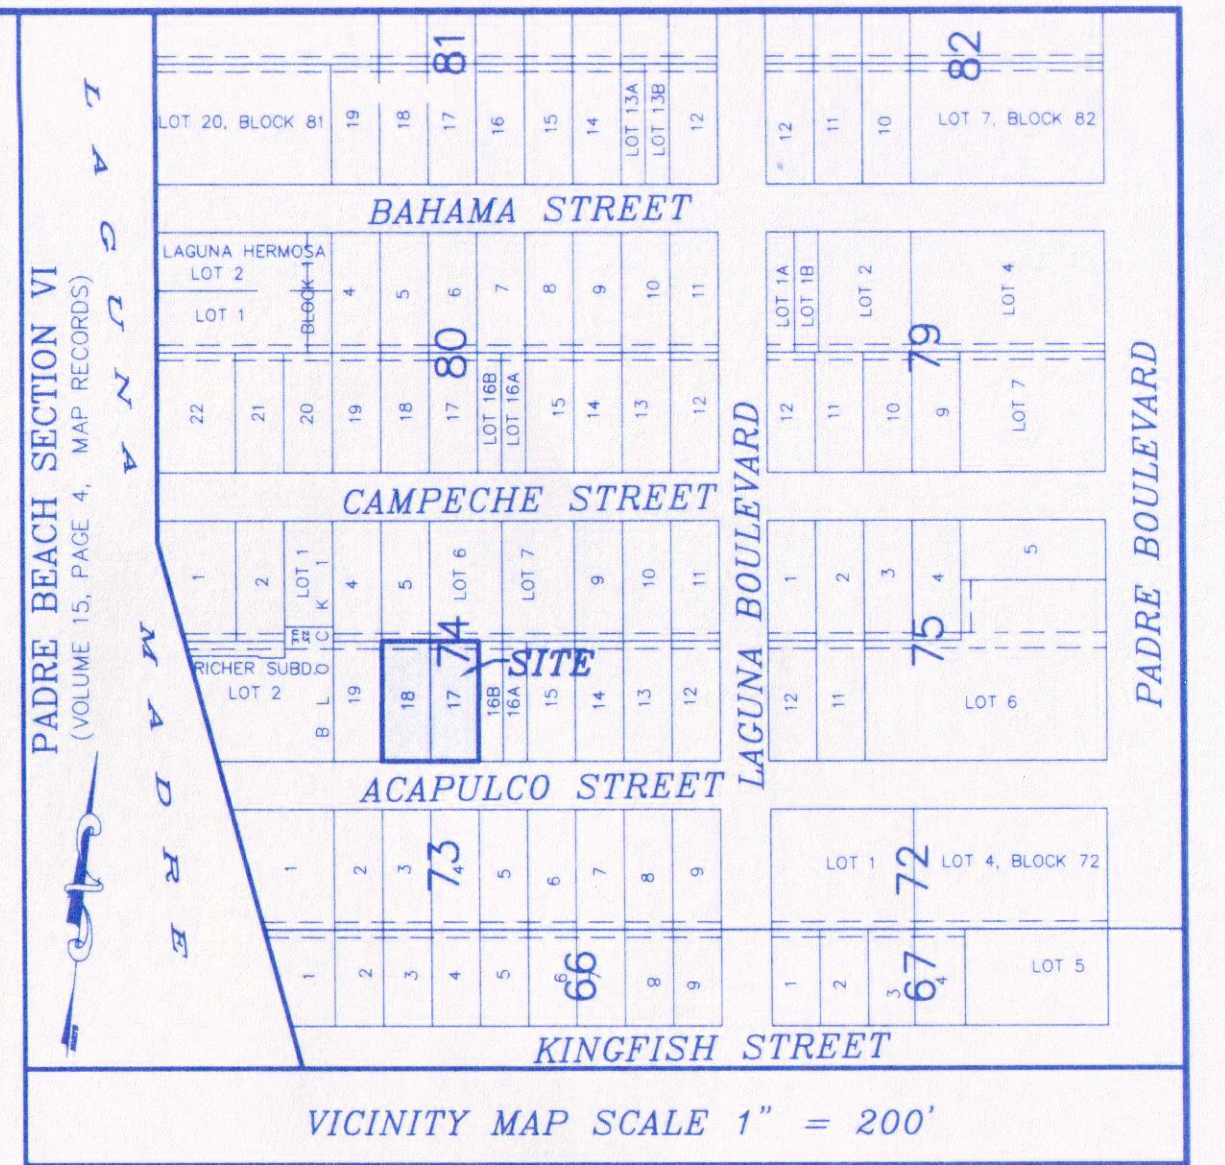 PADRE BEACH SECTION VI
(VOLUME 15, PAGE 4, MAP RECORDS)
LAGUNA MADRE
NORTH
81
LOT 20, BLOCK 81
19
18
17
16
15
14
LOT 13A
LOT 13B
12
82
12
11
10
LOT 7, BLOCK 82
BAHAMA STREET
LAGUNA HERMOSA
LOT 2
LOT 1
BLOCK 1
4
5
6
7
8
9
10
11
80
22
21
20
19
18
17
LOT 16B
LOT 16A
15
14
13
12
LOT 1A
LOT 1B
LOT 2
LOT 4
79
12
11
10
9
LOT 7
CAMPECHE STREET
LAGUNA BOULEVARD
PADRE BOULEVARD
1
2
LOT 1
BLOCK 1
4
5
LOT 6
LOT 7
9
10
11
74
SITE
RICHER SUBD.
LOT 2
19
18
17
16B
16A
15
14
13
12
1
2
3
4
5
75
12
11
LOT 6
ACAPULCO STREET
1
2
3
4
5
6
7
8
9
73
LOT 1
72
LOT 4, BLOCK 72
1
2
3
4
5
6
66
8
9
1
2
3
67
4
LOT 5
KINGFISH STREET
VICINITY MAP SCALE 1" = 200'